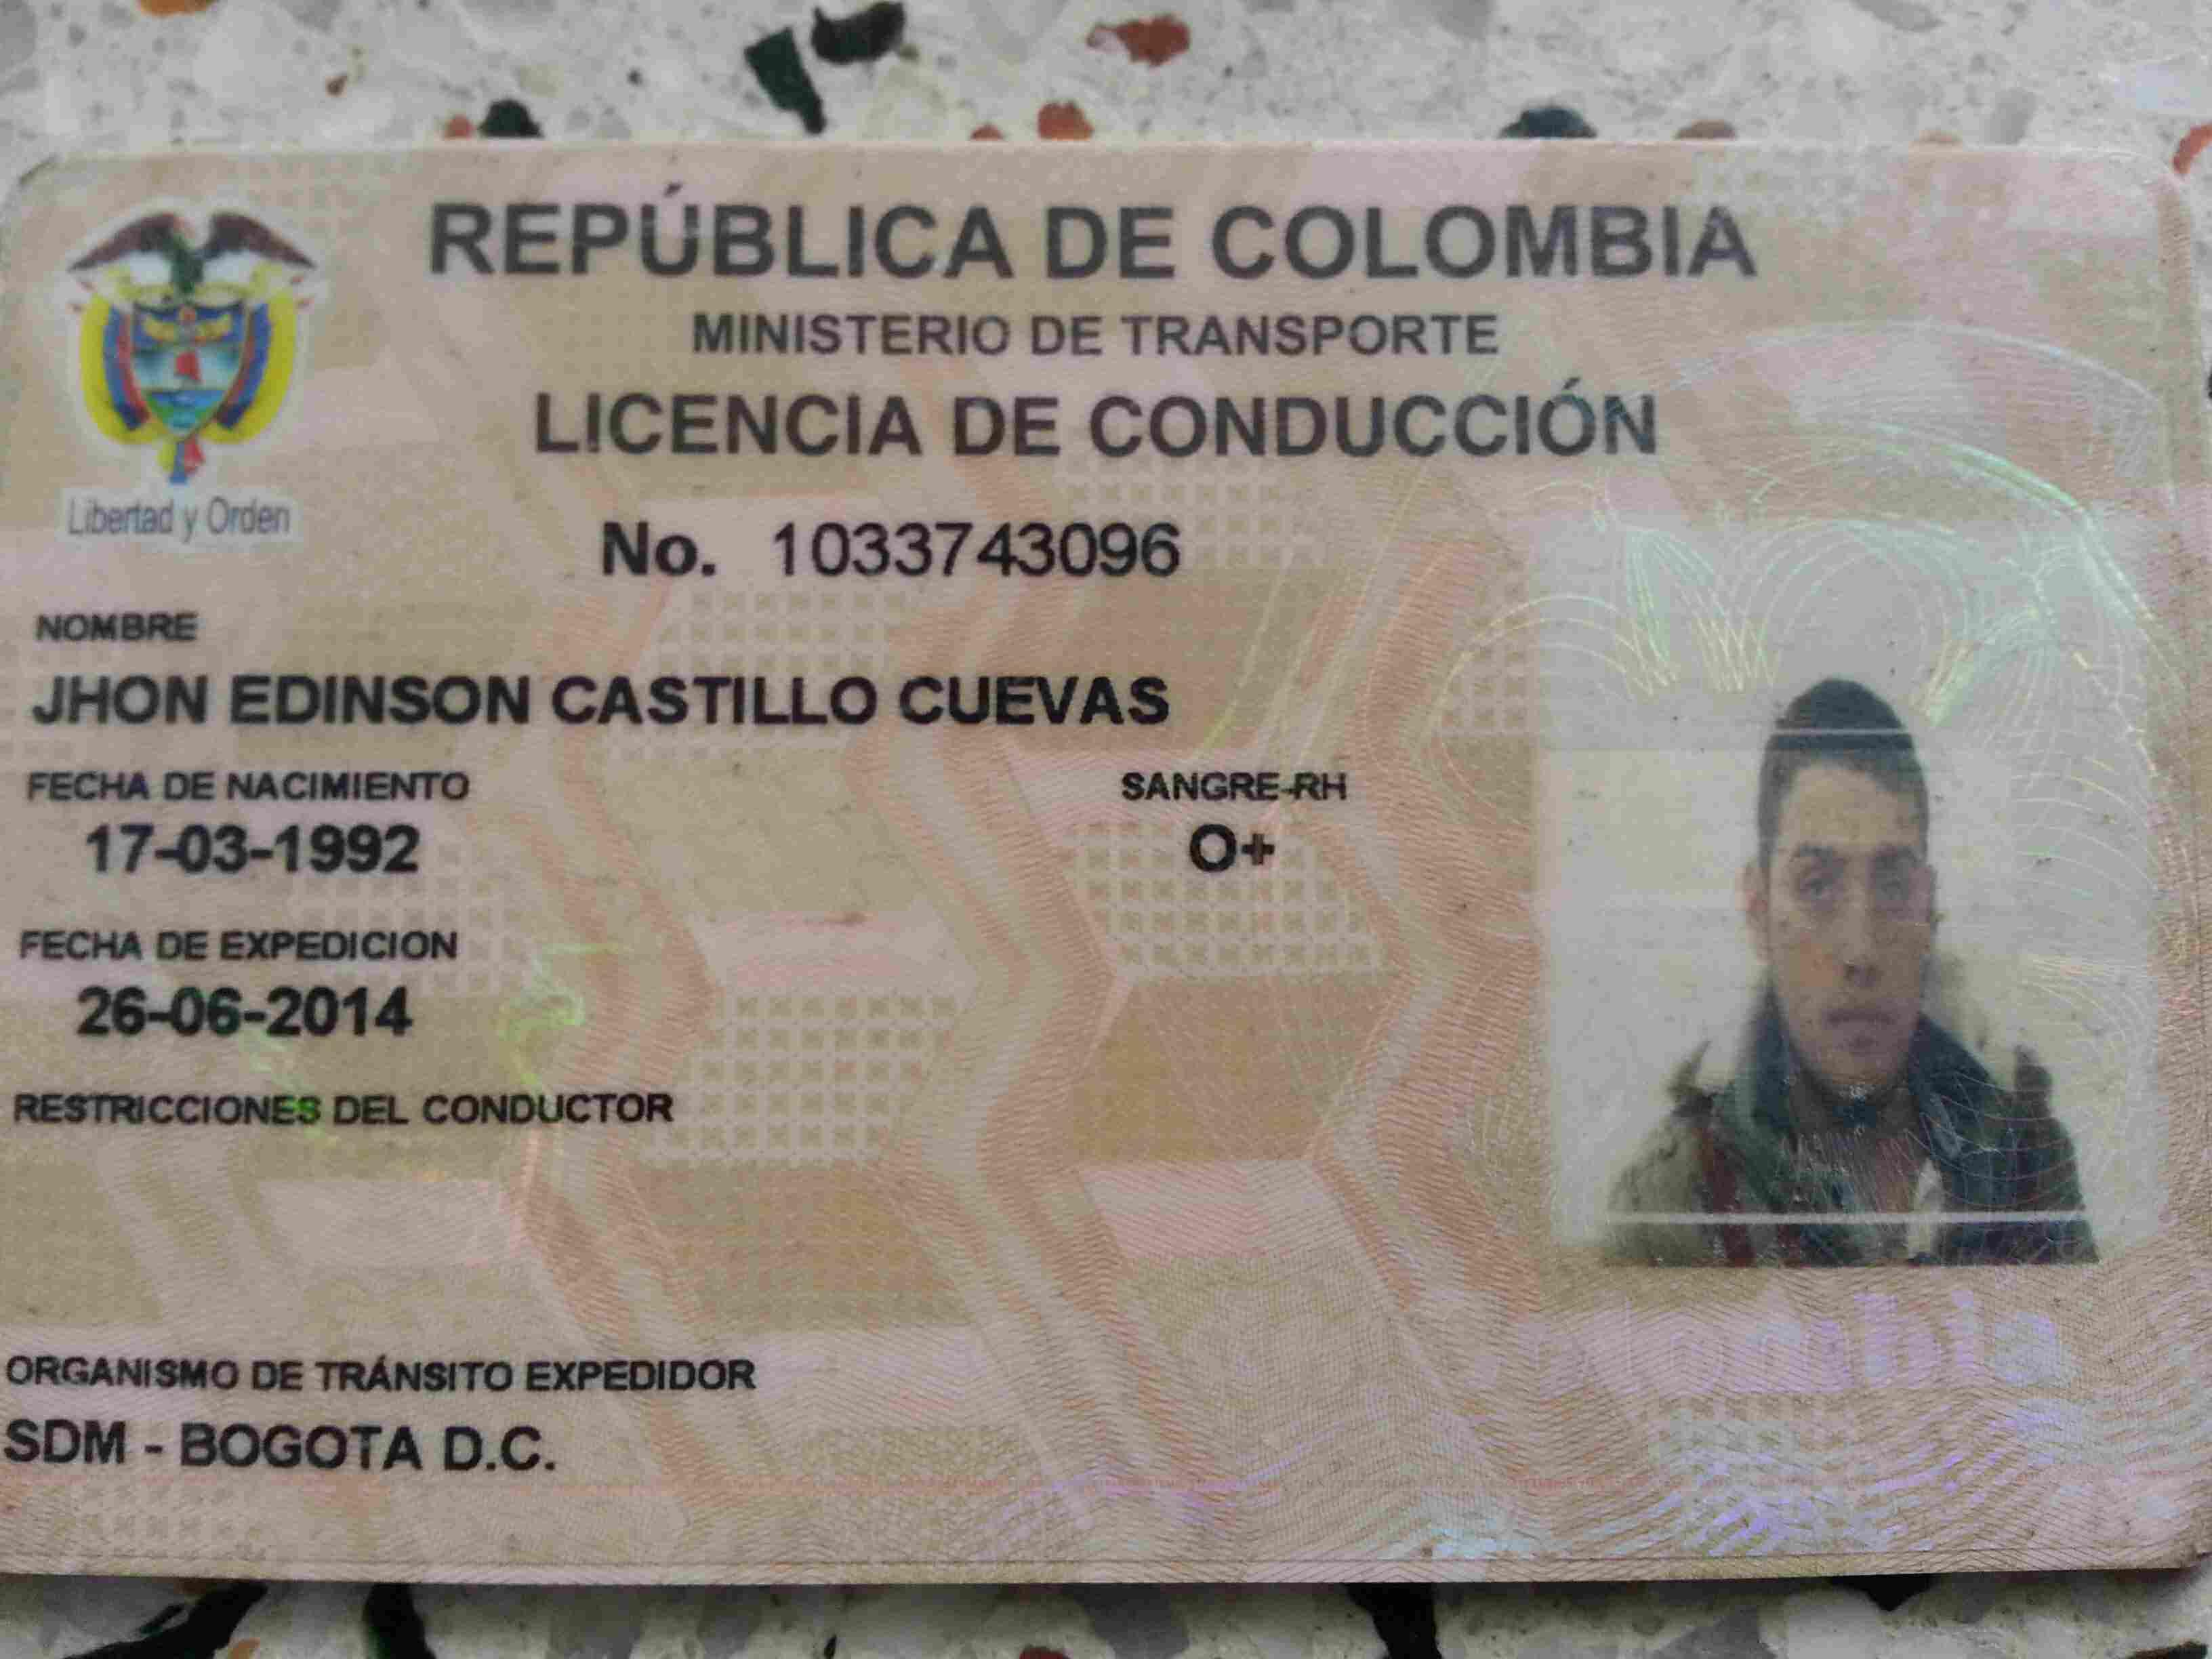 REPÚBLICA DE COLOMBIA
MINISTERIO DE TRANSPORTE
LICENCIA DE CONDUCCIÓN
Libertad y Orden
No. 1033743096
NOMBRE
JHON EDINSON CASTILLO CUEVAS
FECHA DE NACIMIENTO SANGRE-RH
17-03-1992 O+
FECHA DE EXPEDICION
26-06-2014
RESTRICCIONES DEL CONDUCTOR
ORGANISMO DE TRÁNSITO EXPEDIDOR
SDM - BOGOTA D.C.